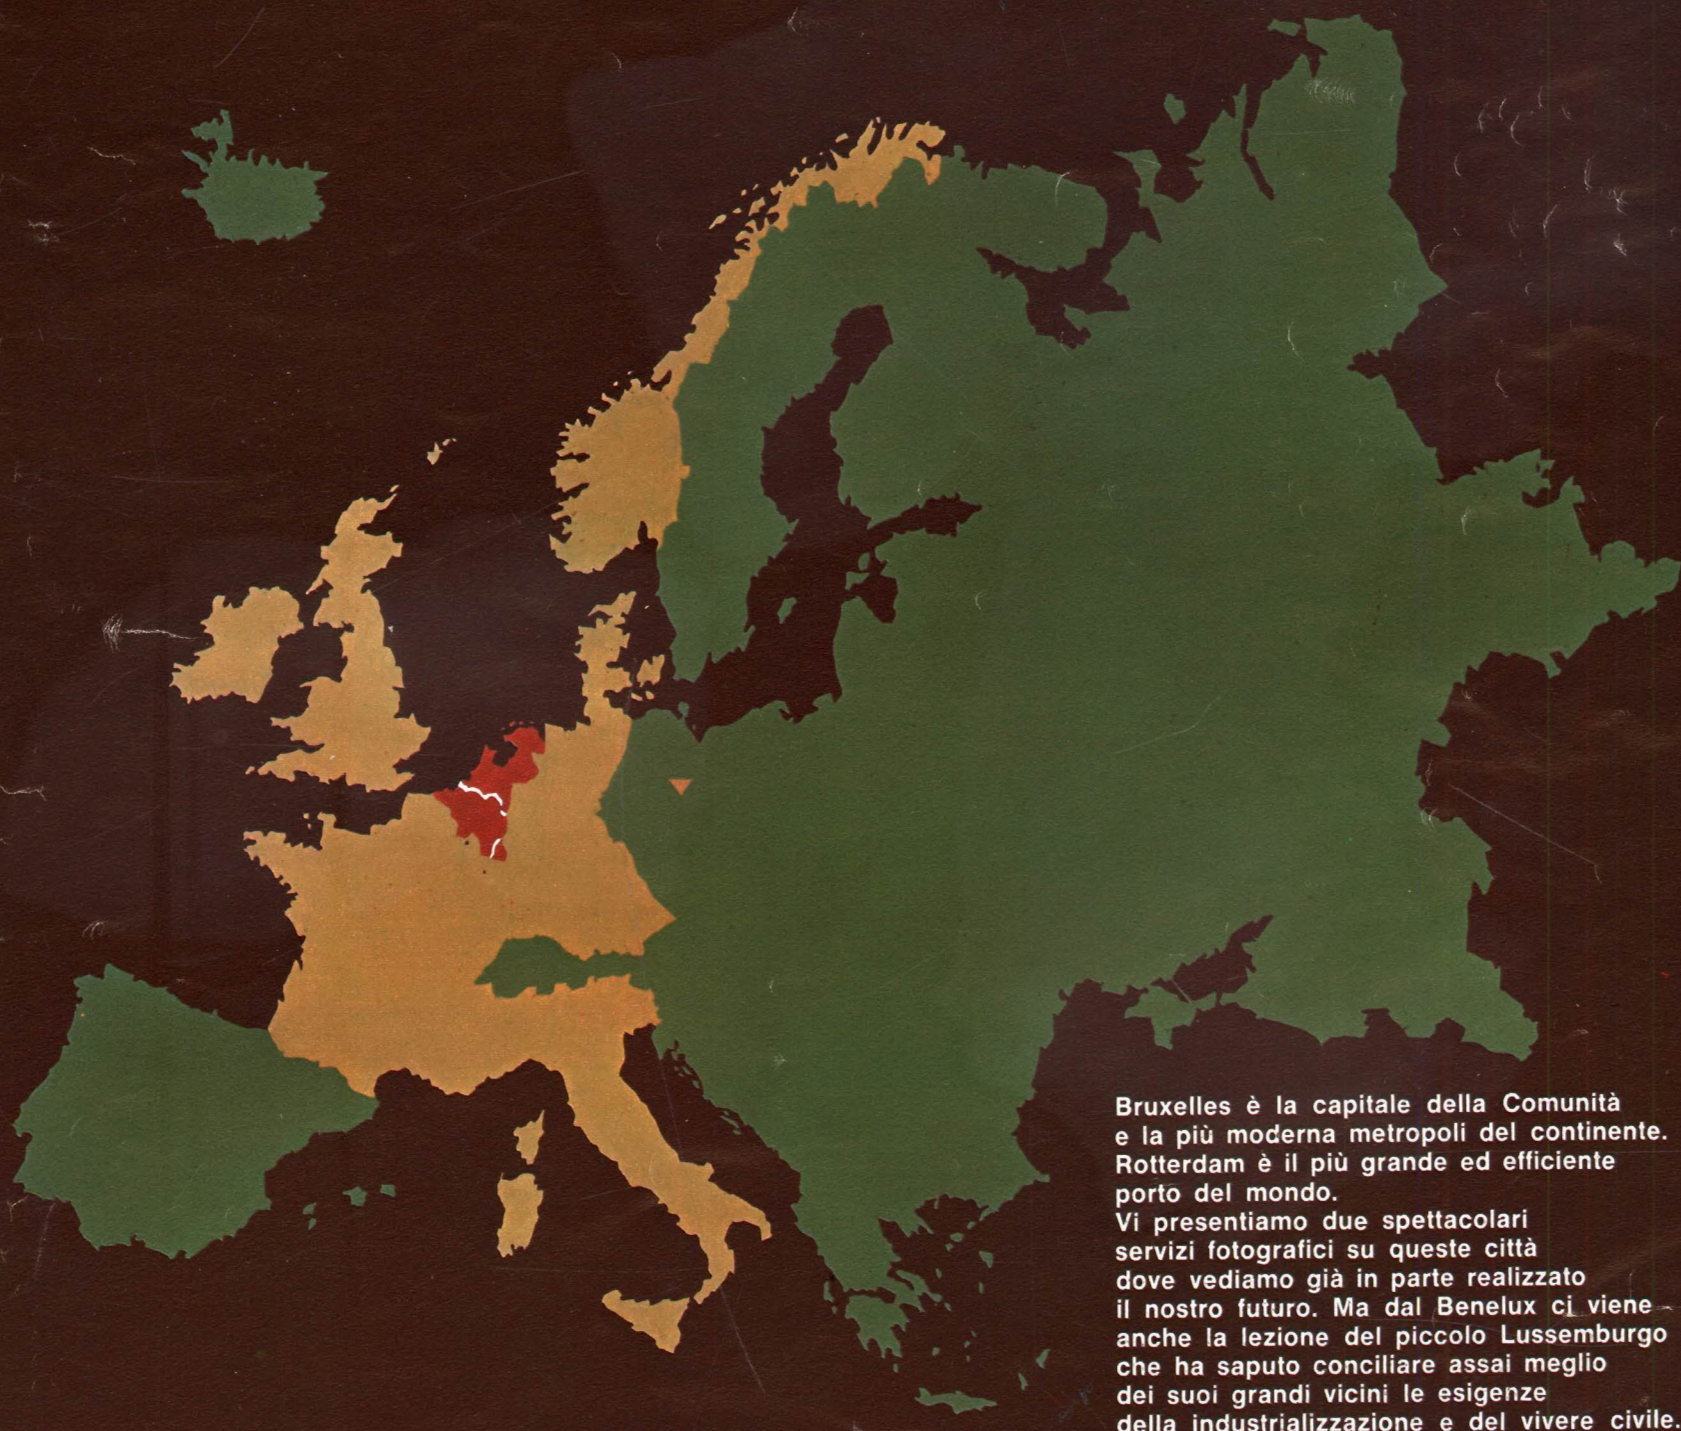 Bruxelles è la capitale della Comunità
e la più moderna metropoli del continente.
Rotterdam è il più grande ed efficiente
porto del mondo.
Vi presentiamo due spettacolari
servizi fotografici su queste città
dove vediamo già in parte realizzato
il nostro futuro. Ma dal Benelux ci viene
anche la lezione del piccolo Lussemburgo
che ha saputo conciliare assai meglio
dei suoi grandi vicini le esigenze
della industrializzazione e del vivere civile.